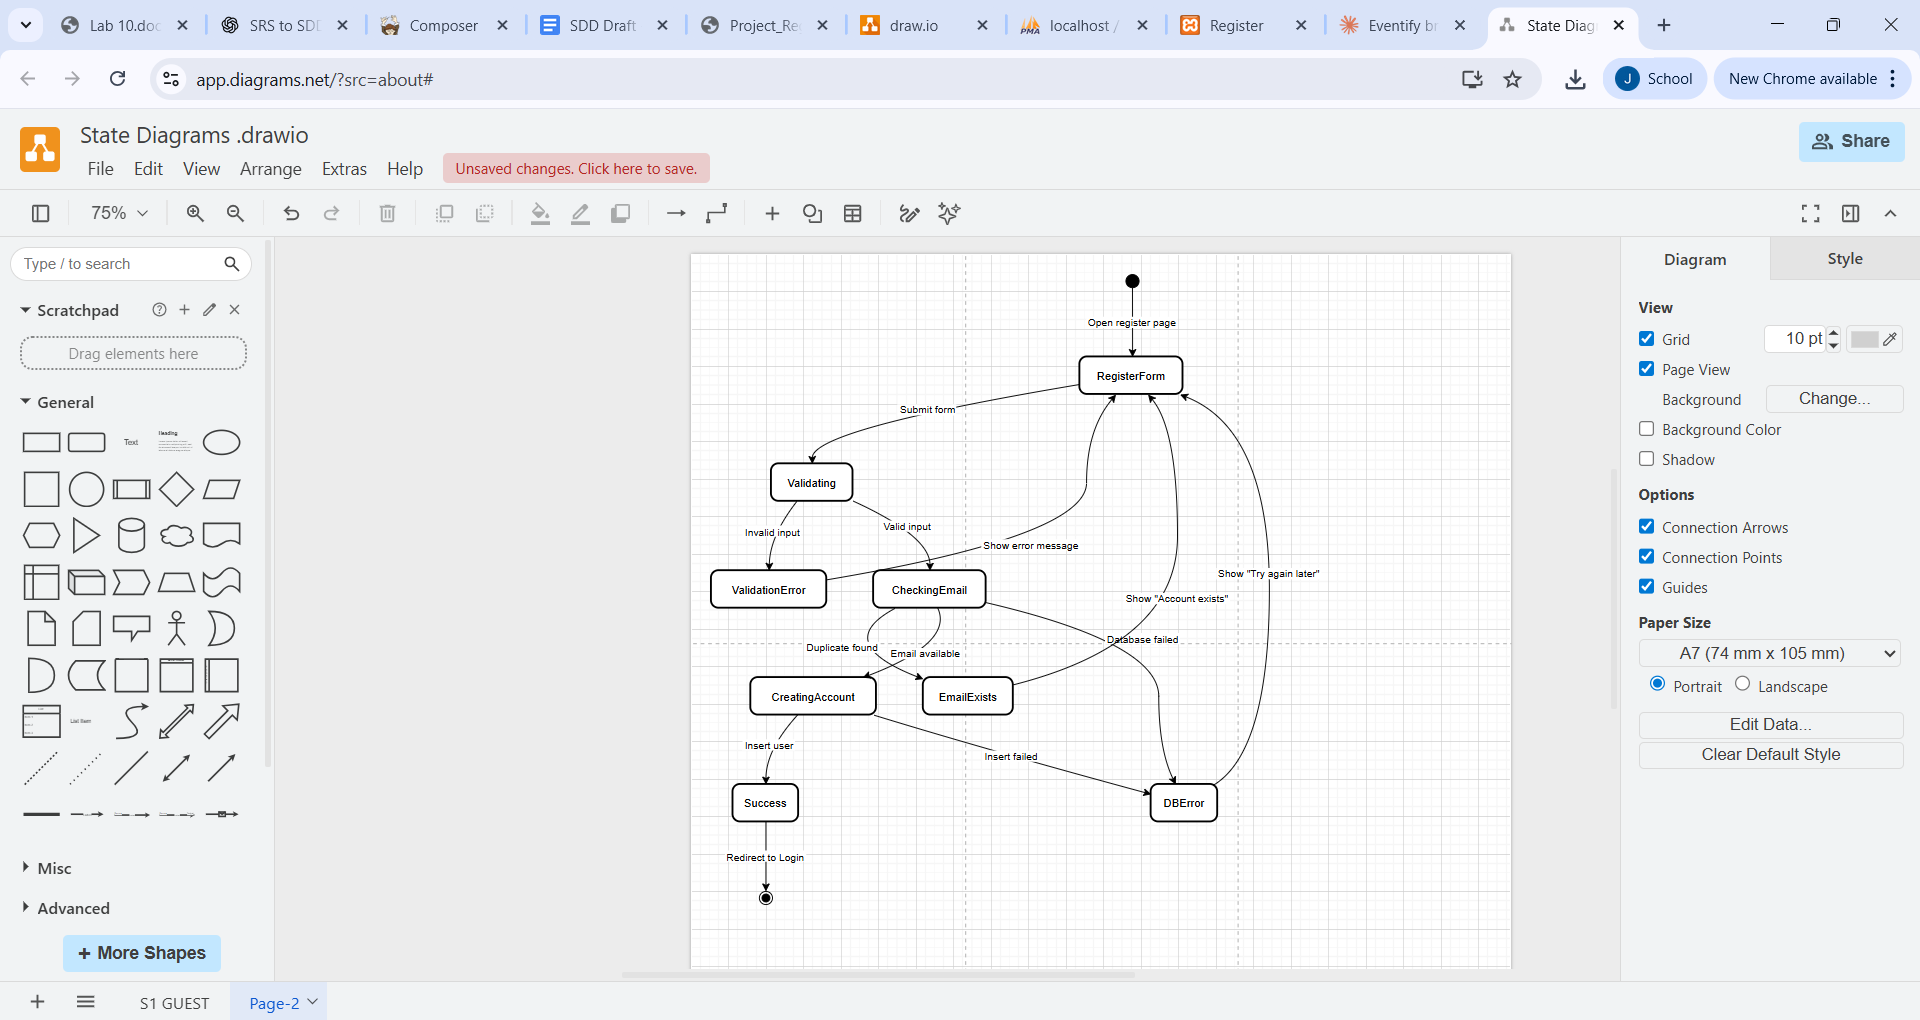 Lab 10.doc
SRS to SDD
Composer
SDD Draft
Project_Re
draw.io
localhost /
Register
Eventify br
State Diag
app.diagrams.net/?src=about#
J School
New Chrome available
State Diagrams .drawio
Share
File Edit View Arrange Extras Help
Unsaved changes. Click here to save.
75%
Type / to search
Scratchpad
Drag elements here
General
Text
Heading
List Item
Misc
Advanced
+ More Shapes
Open register page
RegisterForm
Submit form
Validating
Invalid input
Valid input
Show error message
ValidationError
CheckingEmail
Show "Try again later"
Show "Account exists"
Database failed
Duplicate found
Email available
CreatingAccount
EmailExists
Insert user
Insert failed
Success
DBError
Redirect to Login
Diagram
Style
View
Grid
10 pt
Page View
Background
Change...
Background Color
Shadow
Options
Connection Arrows
Connection Points
Guides
Paper Size
A7 (74 mm x 105 mm)
Portrait
Landscape
Edit Data...
Clear Default Style
S1 GUEST
Page-2